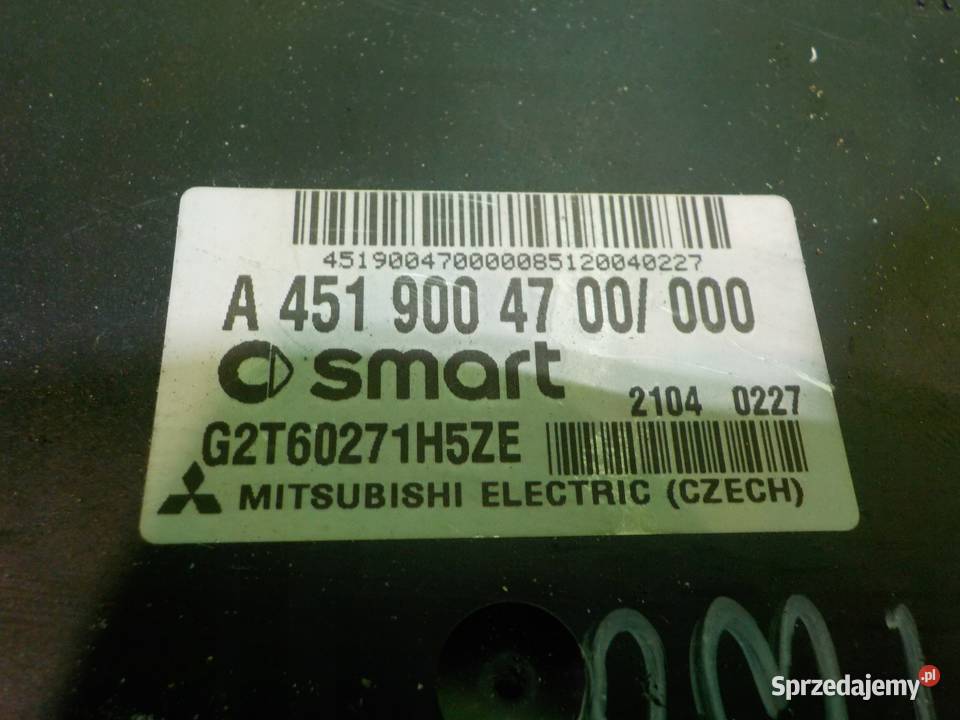 451900470000085120040227
A 451 900 47 00/ 000
smart
2104 0227
G2T60271H5ZE
MITSUBISHI ELECTRIC (CZECH)
Sprzedajemy.pl